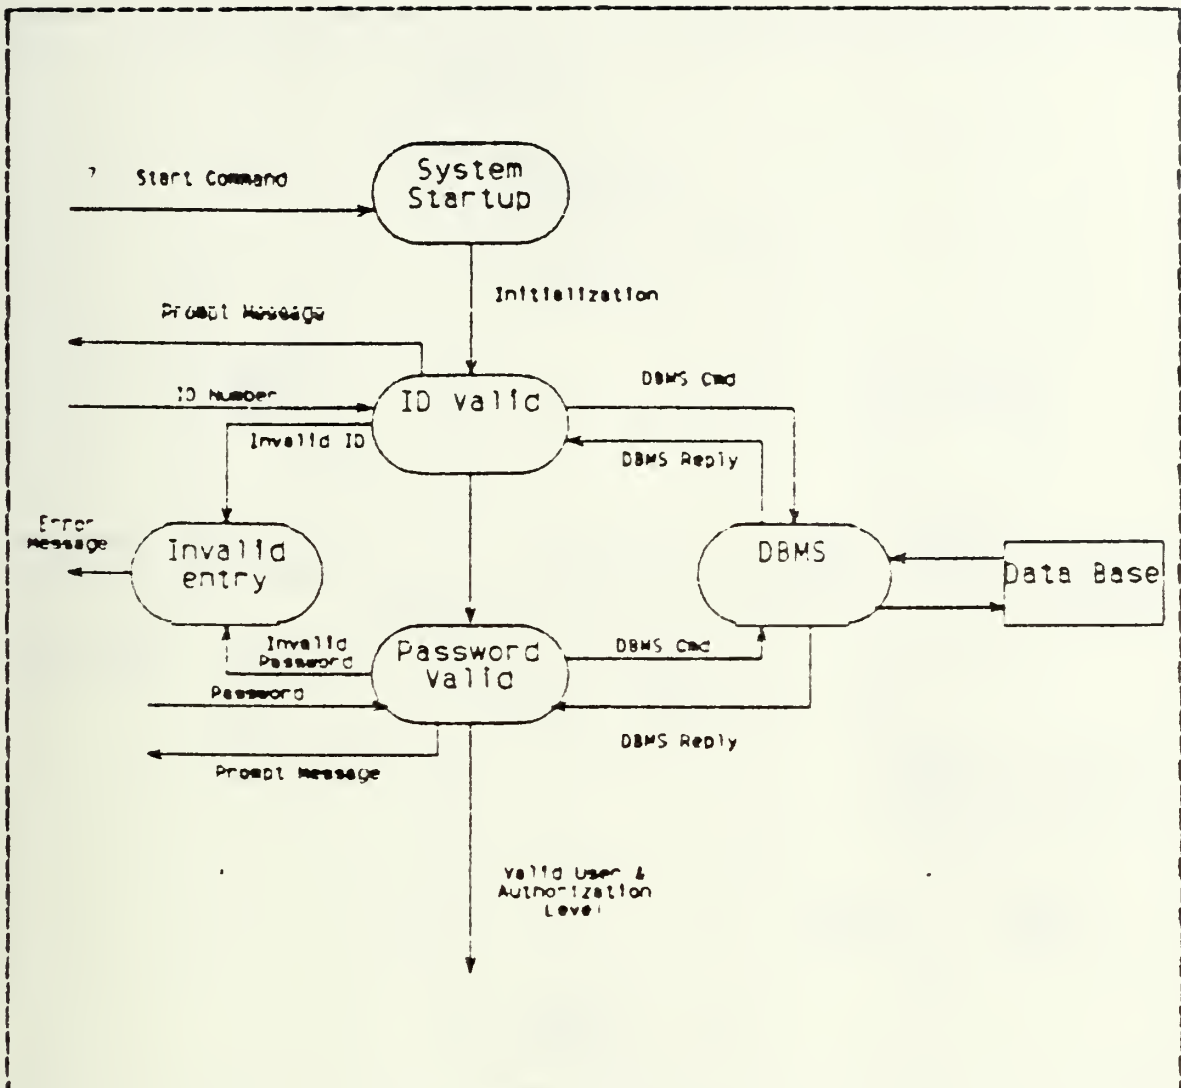 System
Startup
? Start Command
Initialization
Prompt Message
DBMS Cmd
ID Number
ID Valid
Invalid ID
DBMS Reply
Error
Message
Invalid
entry
DBMS
Data Base
Invalid
Password
Password
Valid
DBMS Cmd
Password
DBMS Reply
Prompt Message
Valid User &
Authorization
Level